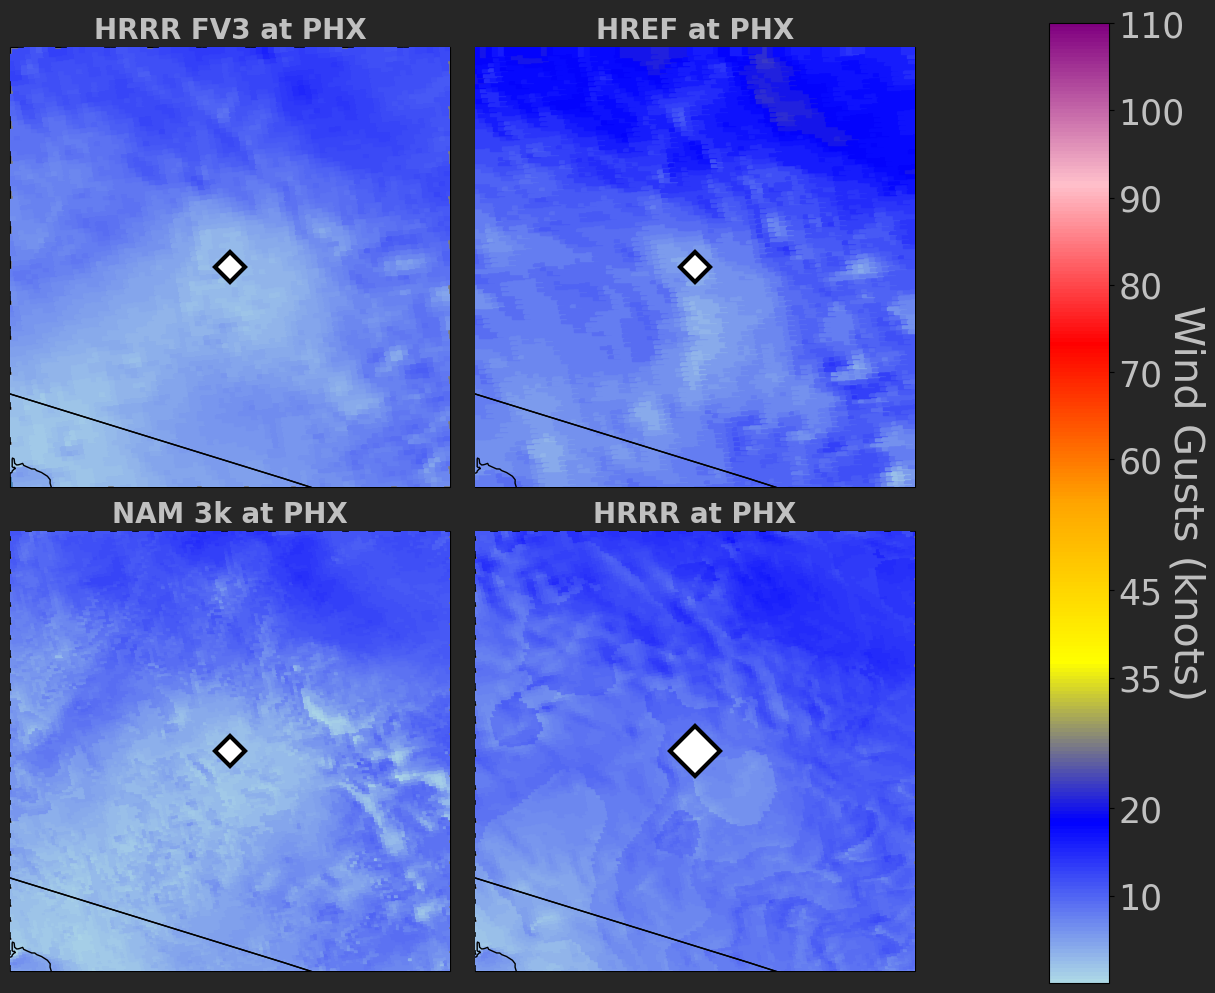 HRRR FV3 at PHX
HREF at PHX
NAM 3k at PHX
HRRR at PHX
110
100
90
80
70
60
45
35
20
10
Wind Gusts (knots)